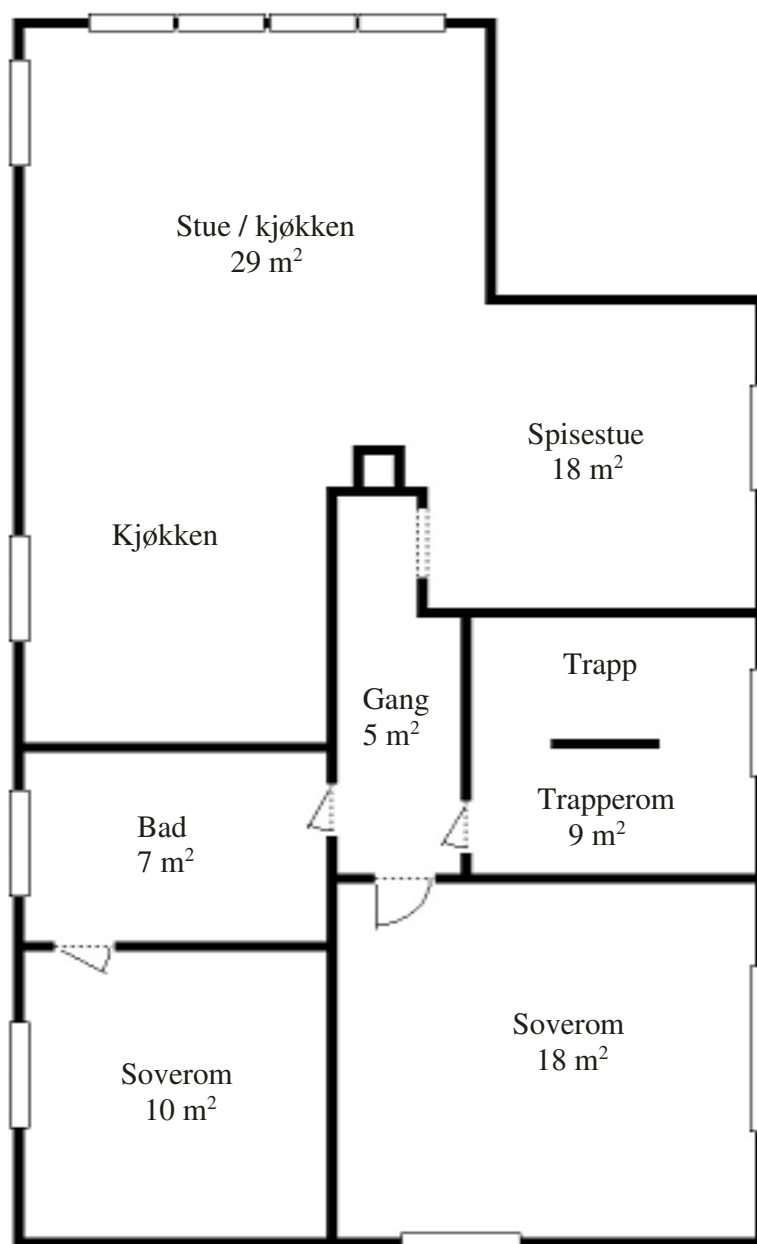 Stue / kjøkken
29 m²
Spisestue
18 m²
Kjøkken
Trapp
Gang
5 m²
Trapperom
9 m²
Bad
7 m²
Soverom
18 m²
Soverom
10 m²